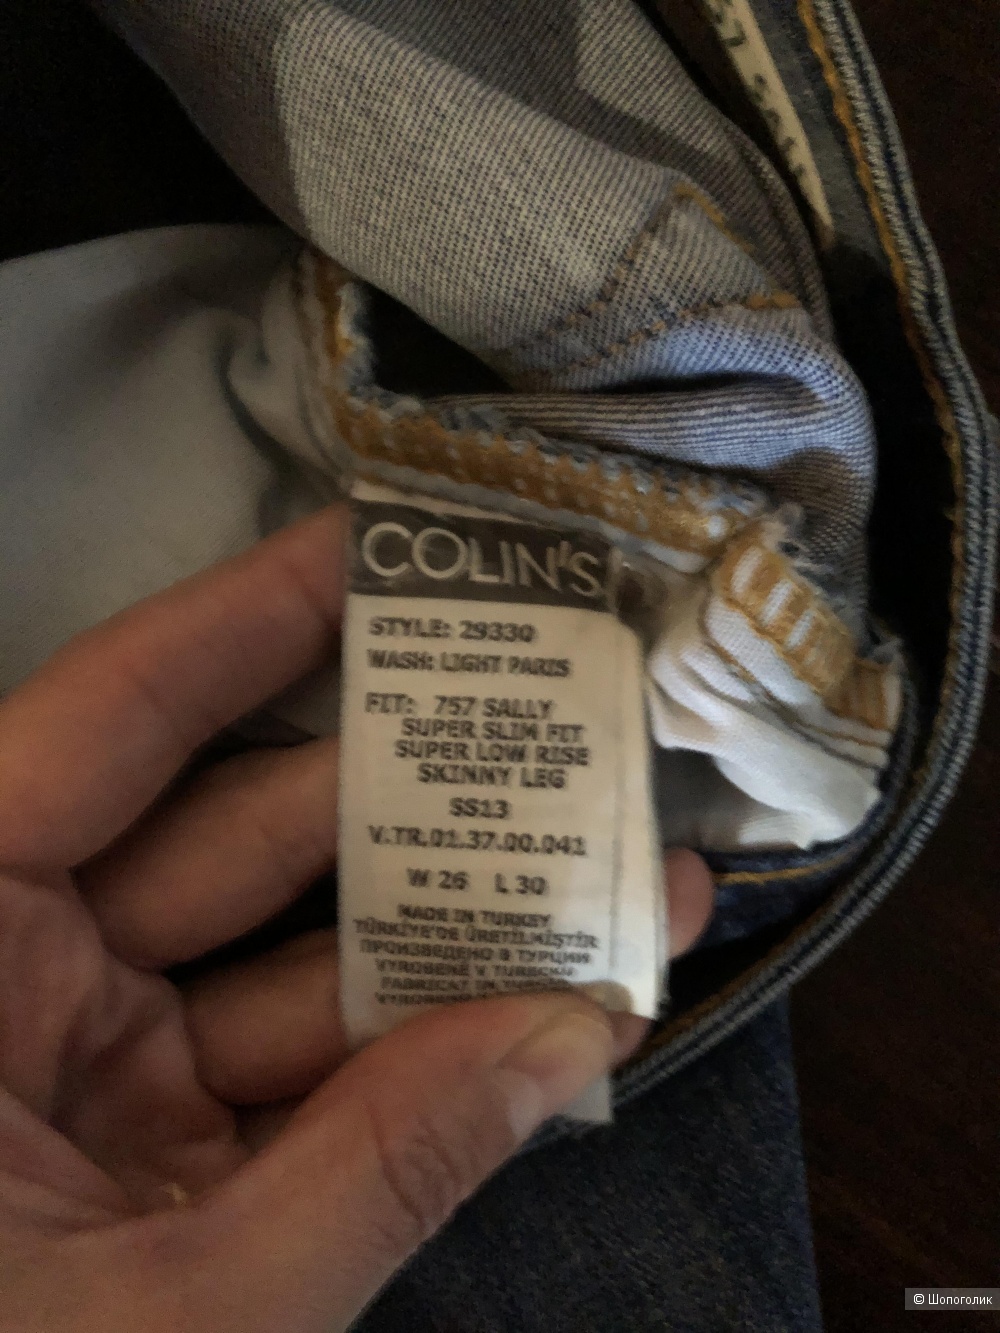 COLIN'S
STYLE: 29330
WASH: LIGHT PARIS
FIT: 757 SALLY
SUPER SLIM FIT
SUPER LOW RISE
SKINNY LEG
SS13
V.TR.01.37.00.041
W 26 L 30
MADE IN TURKEY
TÜRKİYE'DE ÜRETİLMİŞTİR
ПРОИЗВЕДЕНО В ТУРЦИИ
VYROBENÉ V TURECKU
FABRICAT IN
© Шопоголик